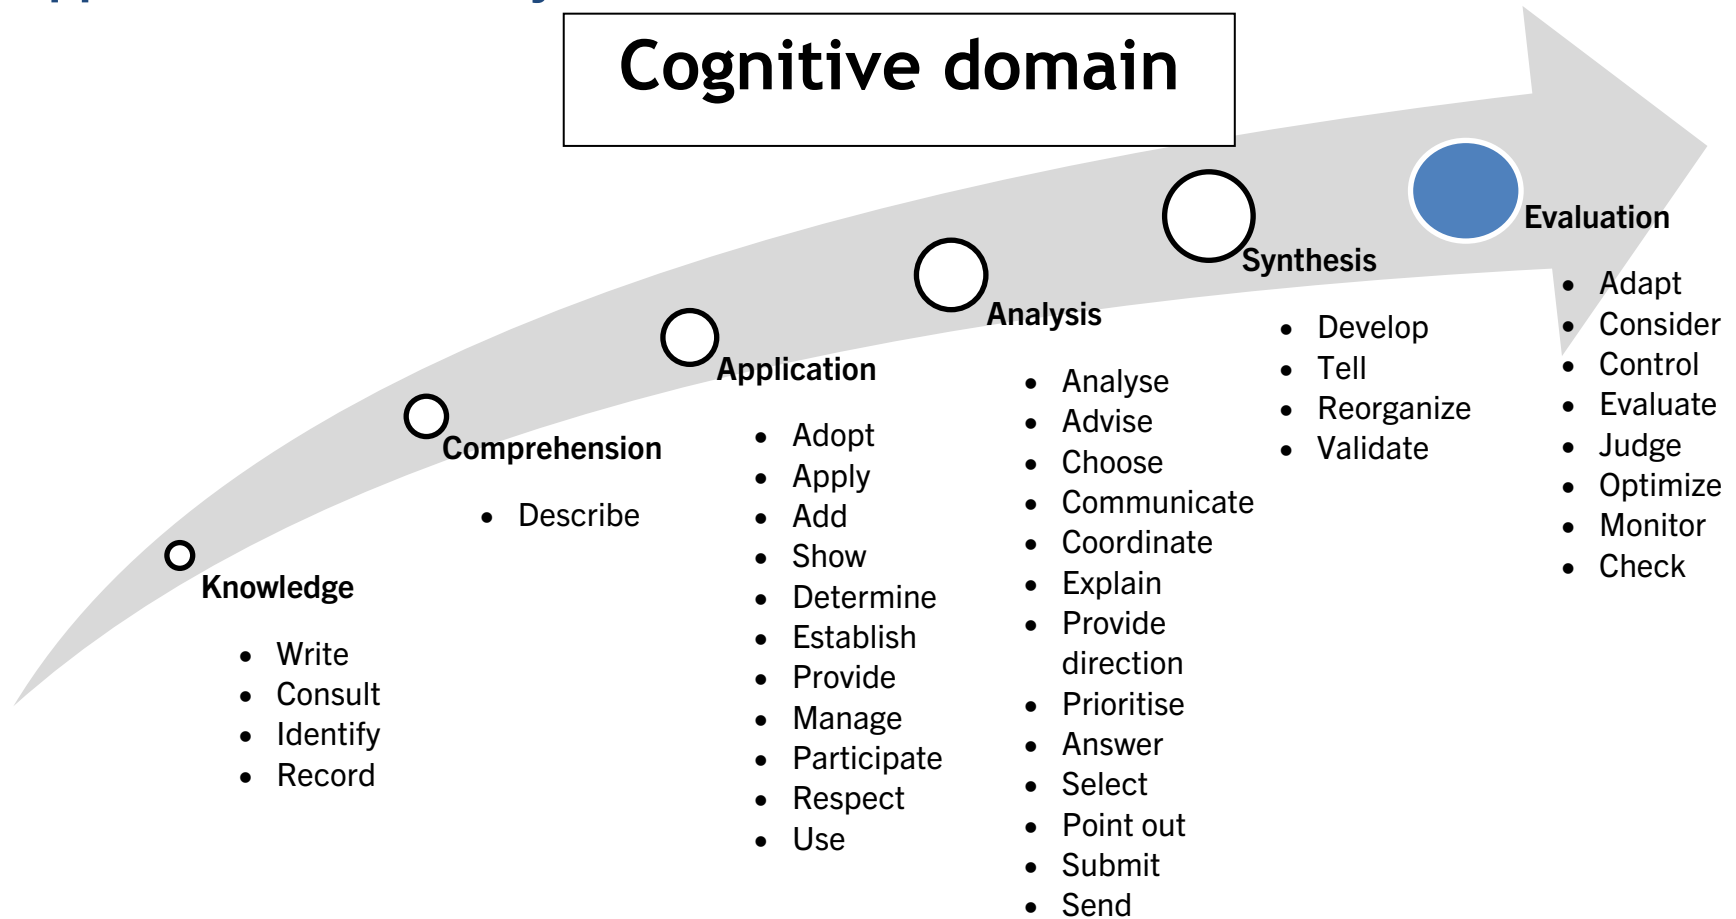 Cognitive domain
Knowledge
• Write
• Consult
• Identify
• Record
Comprehension
• Describe
Application
• Adopt
• Apply
• Add
• Show
• Determine
• Establish
• Provide
• Manage
• Participate
• Respect
• Use
Analysis
• Analyse
• Advise
• Choose
• Communicate
• Coordinate
• Explain
• Provide
direction
• Prioritise
• Answer
• Select
• Point out
• Submit
• Send
Synthesis
• Develop
• Tell
• Reorganize
• Validate
Evaluation
• Adapt
• Consider
• Control
• Evaluate
• Judge
• Optimize
• Monitor
• Check